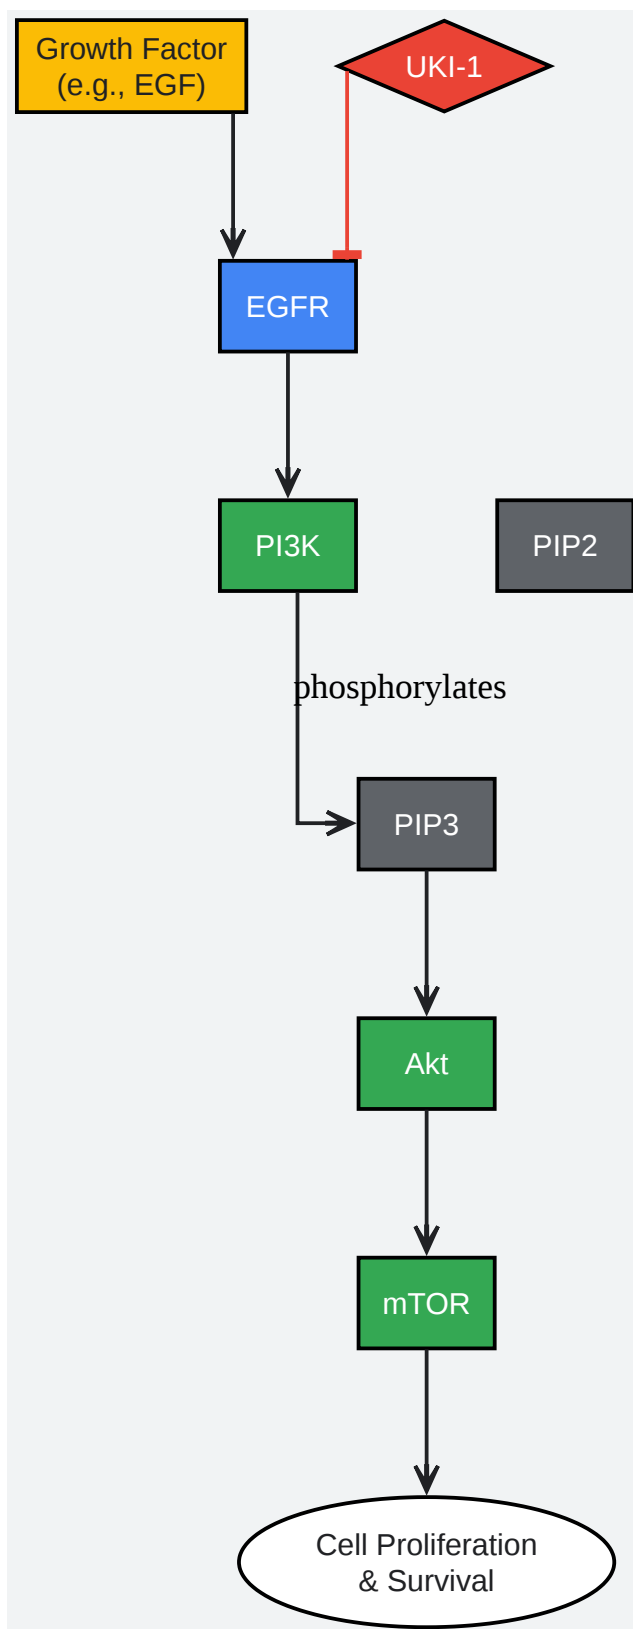 Growth Factor
(e.g., EGF)
UKI-1
EGFR
PI3K
PIP2
phosphorylates
PIP3
Akt
mTOR
Cell Proliferation
& Survival